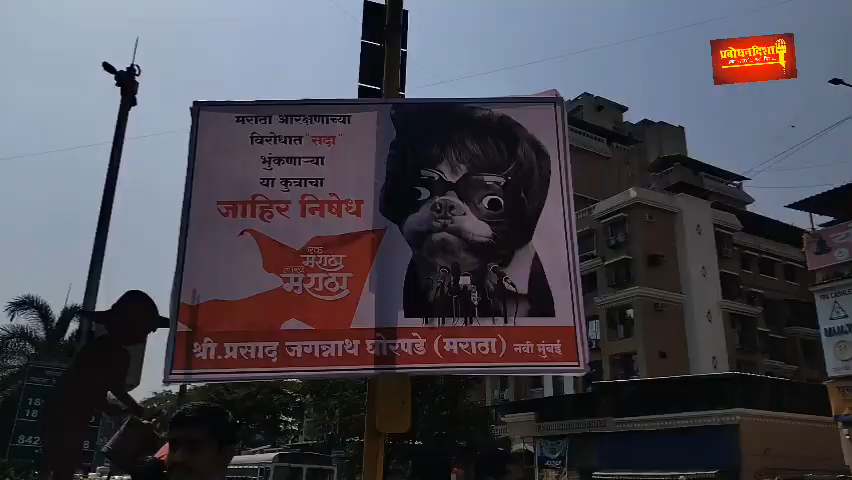 प्रबोधनदिशा
मराठा आरक्षणाच्या
विरोधात "सदा"
भुंकणाऱ्या
या कुत्राचा
जाहिर निषेध
एक
मराठा
लाख
मराठा
श्री.प्रसाद जगन्नाथ घोरपडे (मराठा) नवी मुंबई